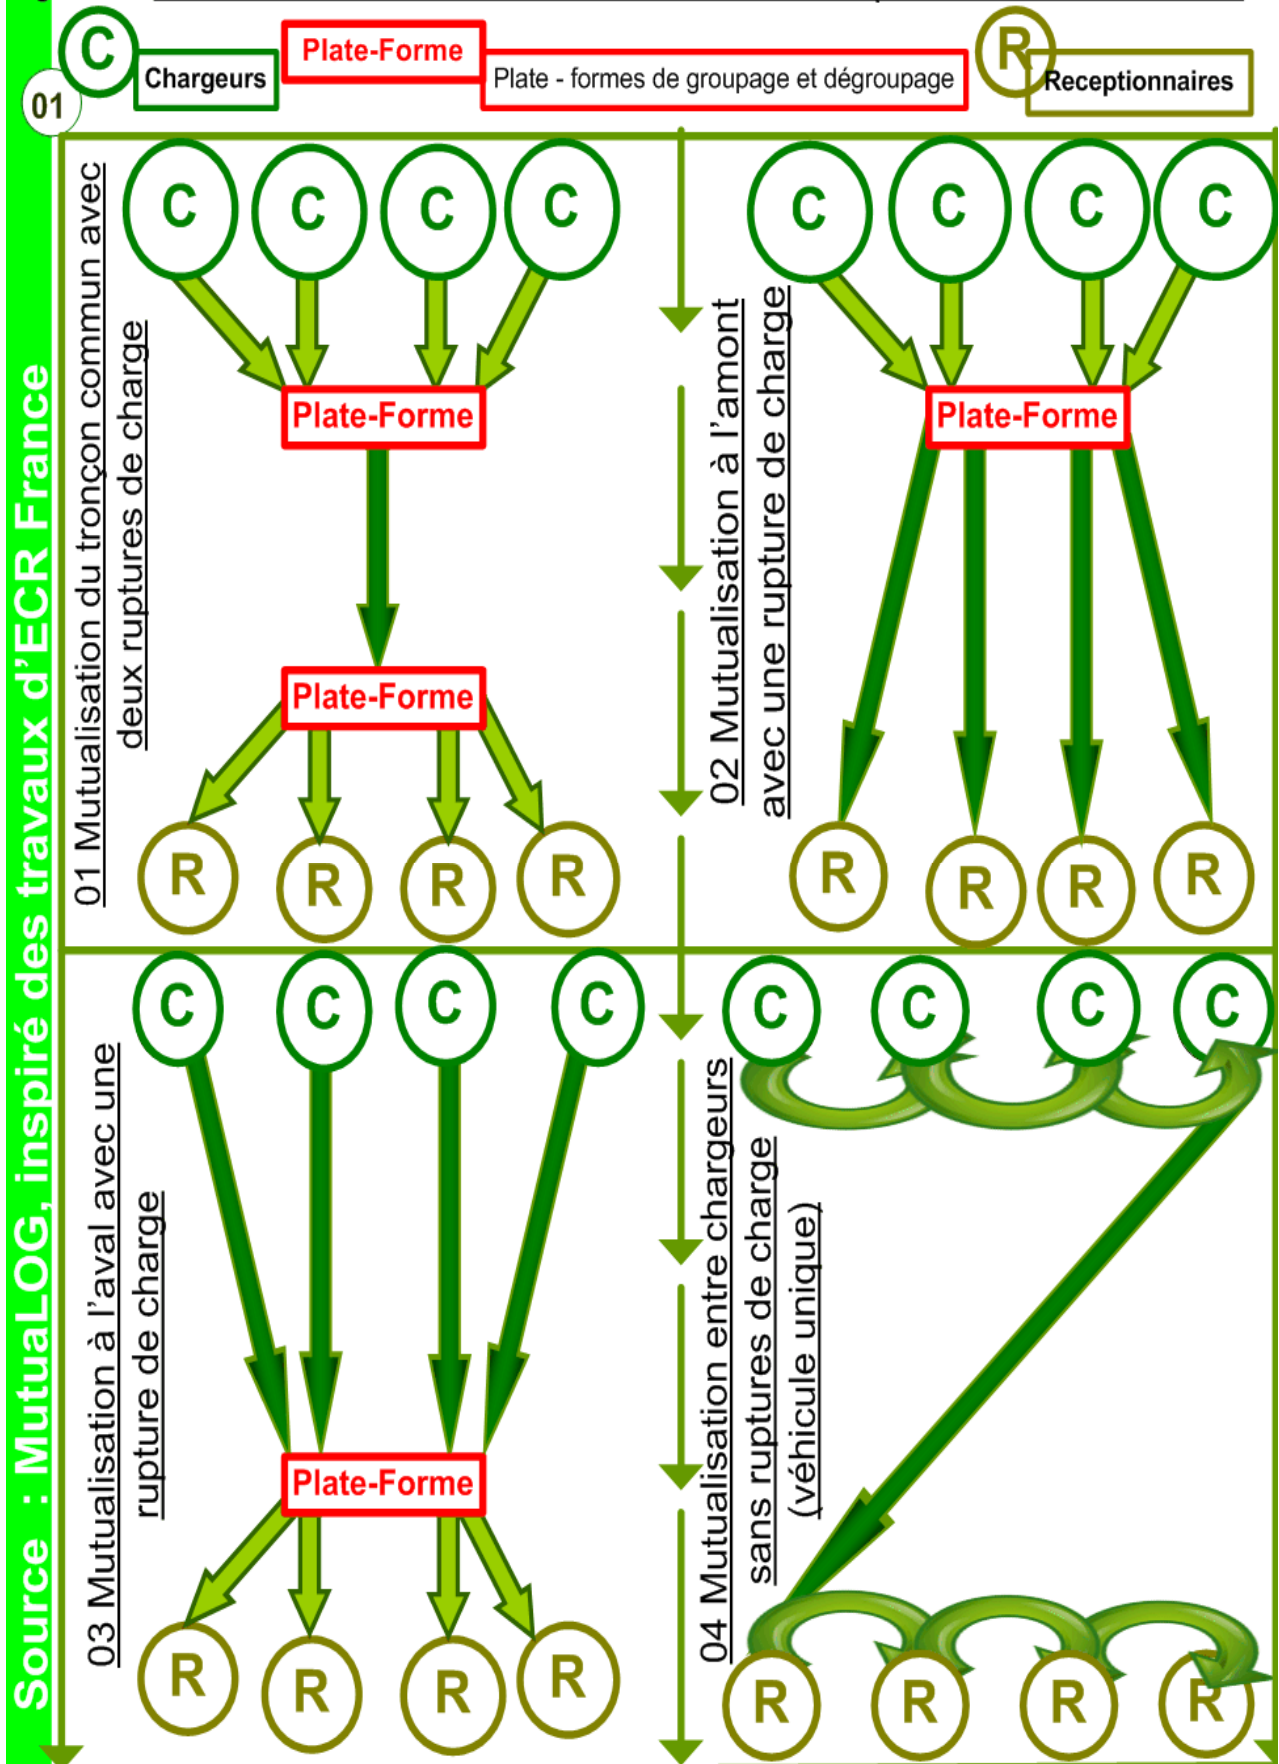 C
Chargeurs
Plate-Forme
Plate - formes de groupage et dégroupage
R
Receptionnaires
01
Source : MutuaLOG, inspiré des travaux d'ECR France
01 Mutualisation du tronçon commun avec
deux ruptures de charge
C C C C
Plate-Forme
Plate-Forme
R R R R
02 Mutualisation à l'amont
avec une rupture de charge
C C C C
Plate-Forme
R R R R
03 Mutualisation à l'aval avec une
rupture de charge
C C C C
Plate-Forme
R R R R
04 Mutualisation entre chargeurs
sans ruptures de charge
(véhicule unique)
C C C C
R R R R